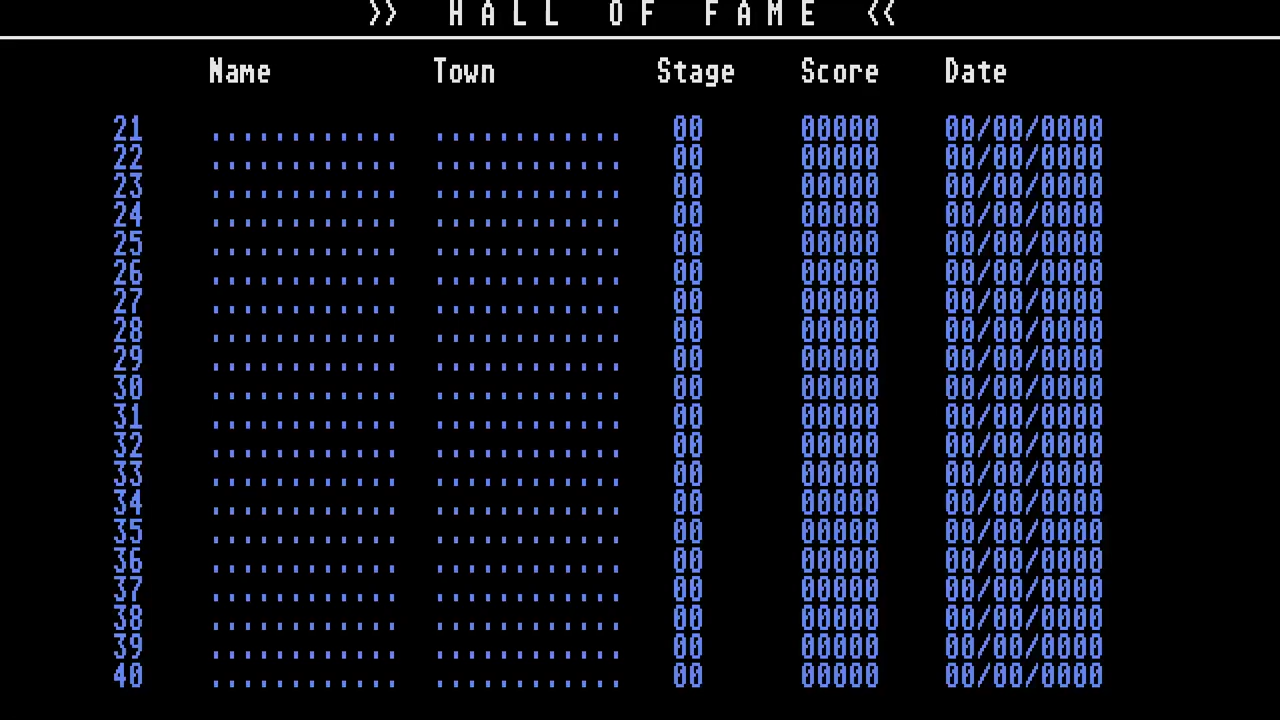 >> HALL OF FAME <<
Name Town Stage Score Date
21 ............ ............ 00 00000 00/00/0000
22 ............ ............ 00 00000 00/00/0000
23 ............ ............ 00 00000 00/00/0000
24 ............ ............ 00 00000 00/00/0000
25 ............ ............ 00 00000 00/00/0000
26 ............ ............ 00 00000 00/00/0000
27 ............ ............ 00 00000 00/00/0000
28 ............ ............ 00 00000 00/00/0000
29 ............ ............ 00 00000 00/00/0000
30 ............ ............ 00 00000 00/00/0000
31 ............ ............ 00 00000 00/00/0000
32 ............ ............ 00 00000 00/00/0000
33 ............ ............ 00 00000 00/00/0000
34 ............ ............ 00 00000 00/00/0000
35 ............ ............ 00 00000 00/00/0000
36 ............ ............ 00 00000 00/00/0000
37 ............ ............ 00 00000 00/00/0000
38 ............ ............ 00 00000 00/00/0000
39 ............ ............ 00 00000 00/00/0000
40 ............ ............ 00 00000 00/00/0000